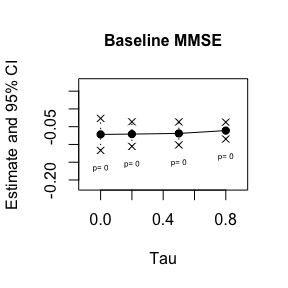 Baseline MMSE
Estimate and 95% CI
-0.05
-0.20
p= 0
p= 0
p= 0
p= 0
0.0
0.4
0.8
Tau